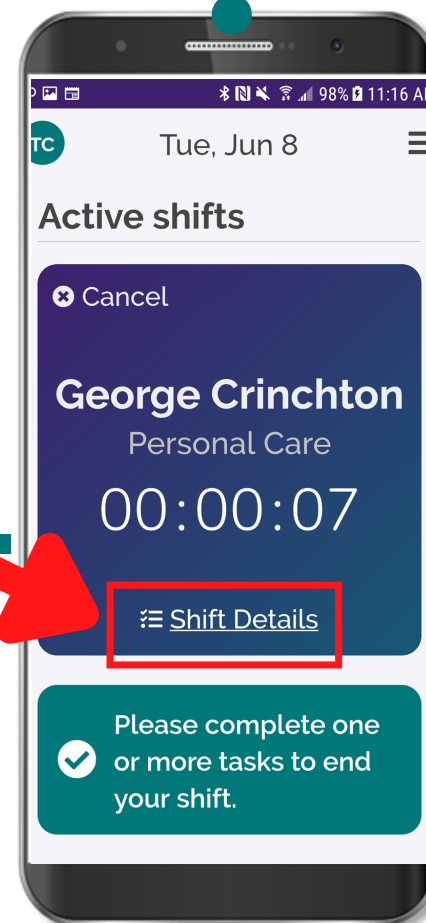 98% 11:16 A
TC
Tue, Jun 8
Active shifts
Cancel
George Crinchton
Personal Care
00:00:07
Shift Details
Please complete one
or more tasks to end
your shift.